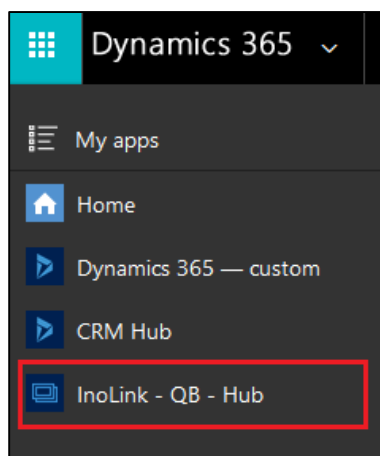 Dynamics 365
My apps
Home
Dynamics 365 — custom
CRM Hub
InoLink - QB - Hub